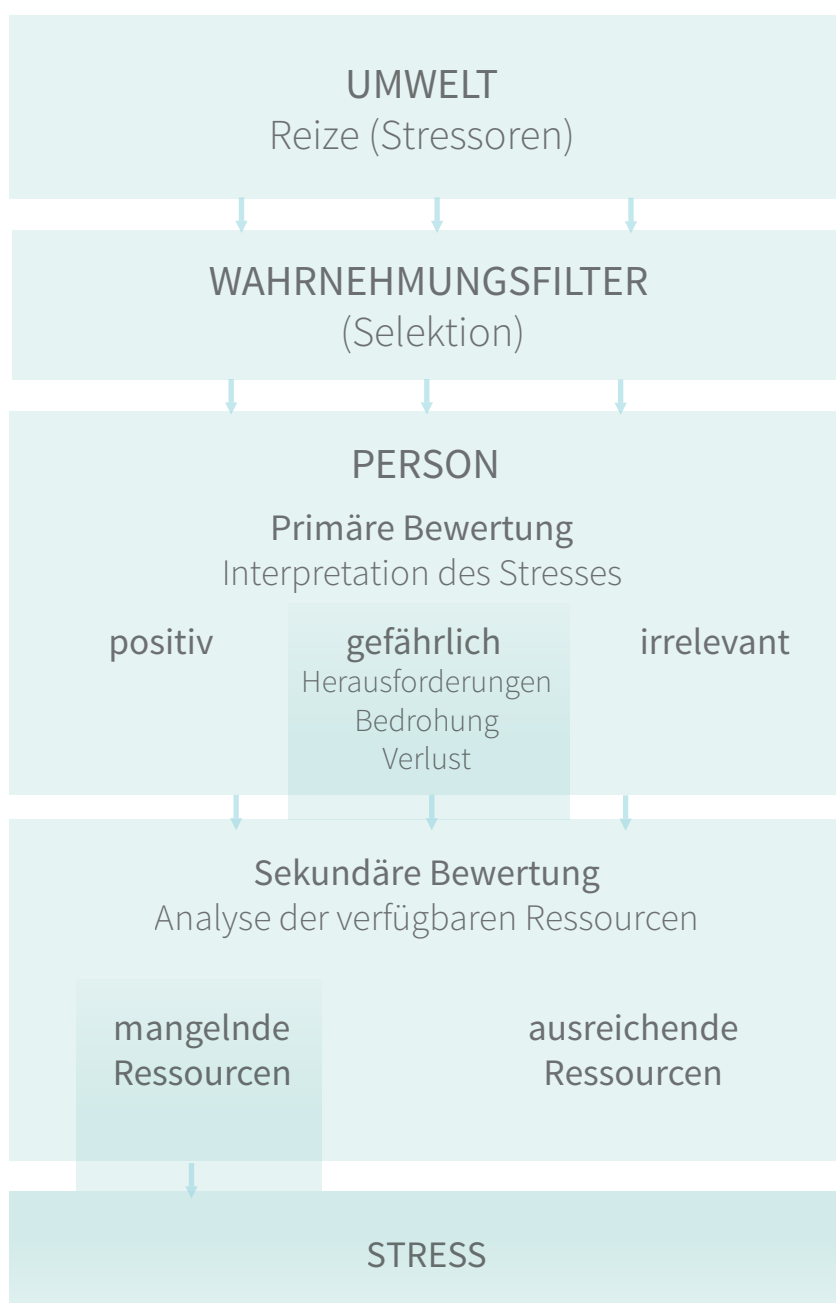 UMWELT
Reize (Stressoren)
WAHRNEHMUNGSFILTER
(Selektion)
PERSON
Primäre Bewertung
Interpretation des Stresses
positiv
gefährlich
Herausforderungen
Bedrohung
Verlust
irrelevant
Sekundäre Bewertung
Analyse der verfügbaren Ressourcen
mangelnde
Ressourcen
ausreichende
Ressourcen
STRESS